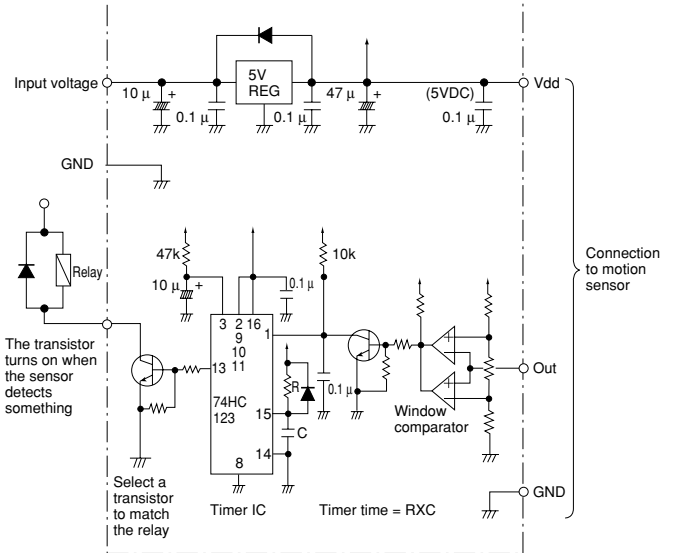 Input voltage
10 μ
+
0.1 μ
5V
REG
0.1 μ
47 μ
+
(5VDC)
0.1 μ
Vdd
GND
Relay
The transistor
turns on when
the sensor
detects
something
47k
10 μ
+
0.1 μ
10k
3
2
16
9
10
11
1
13
74HC
123
15
14
8
R
C
0.1 μ
+
-
+
-
Window
comparator
Out
Connection
to motion
sensor
GND
Select a
transistor
to match
the relay
Timer IC
Timer time = RXC